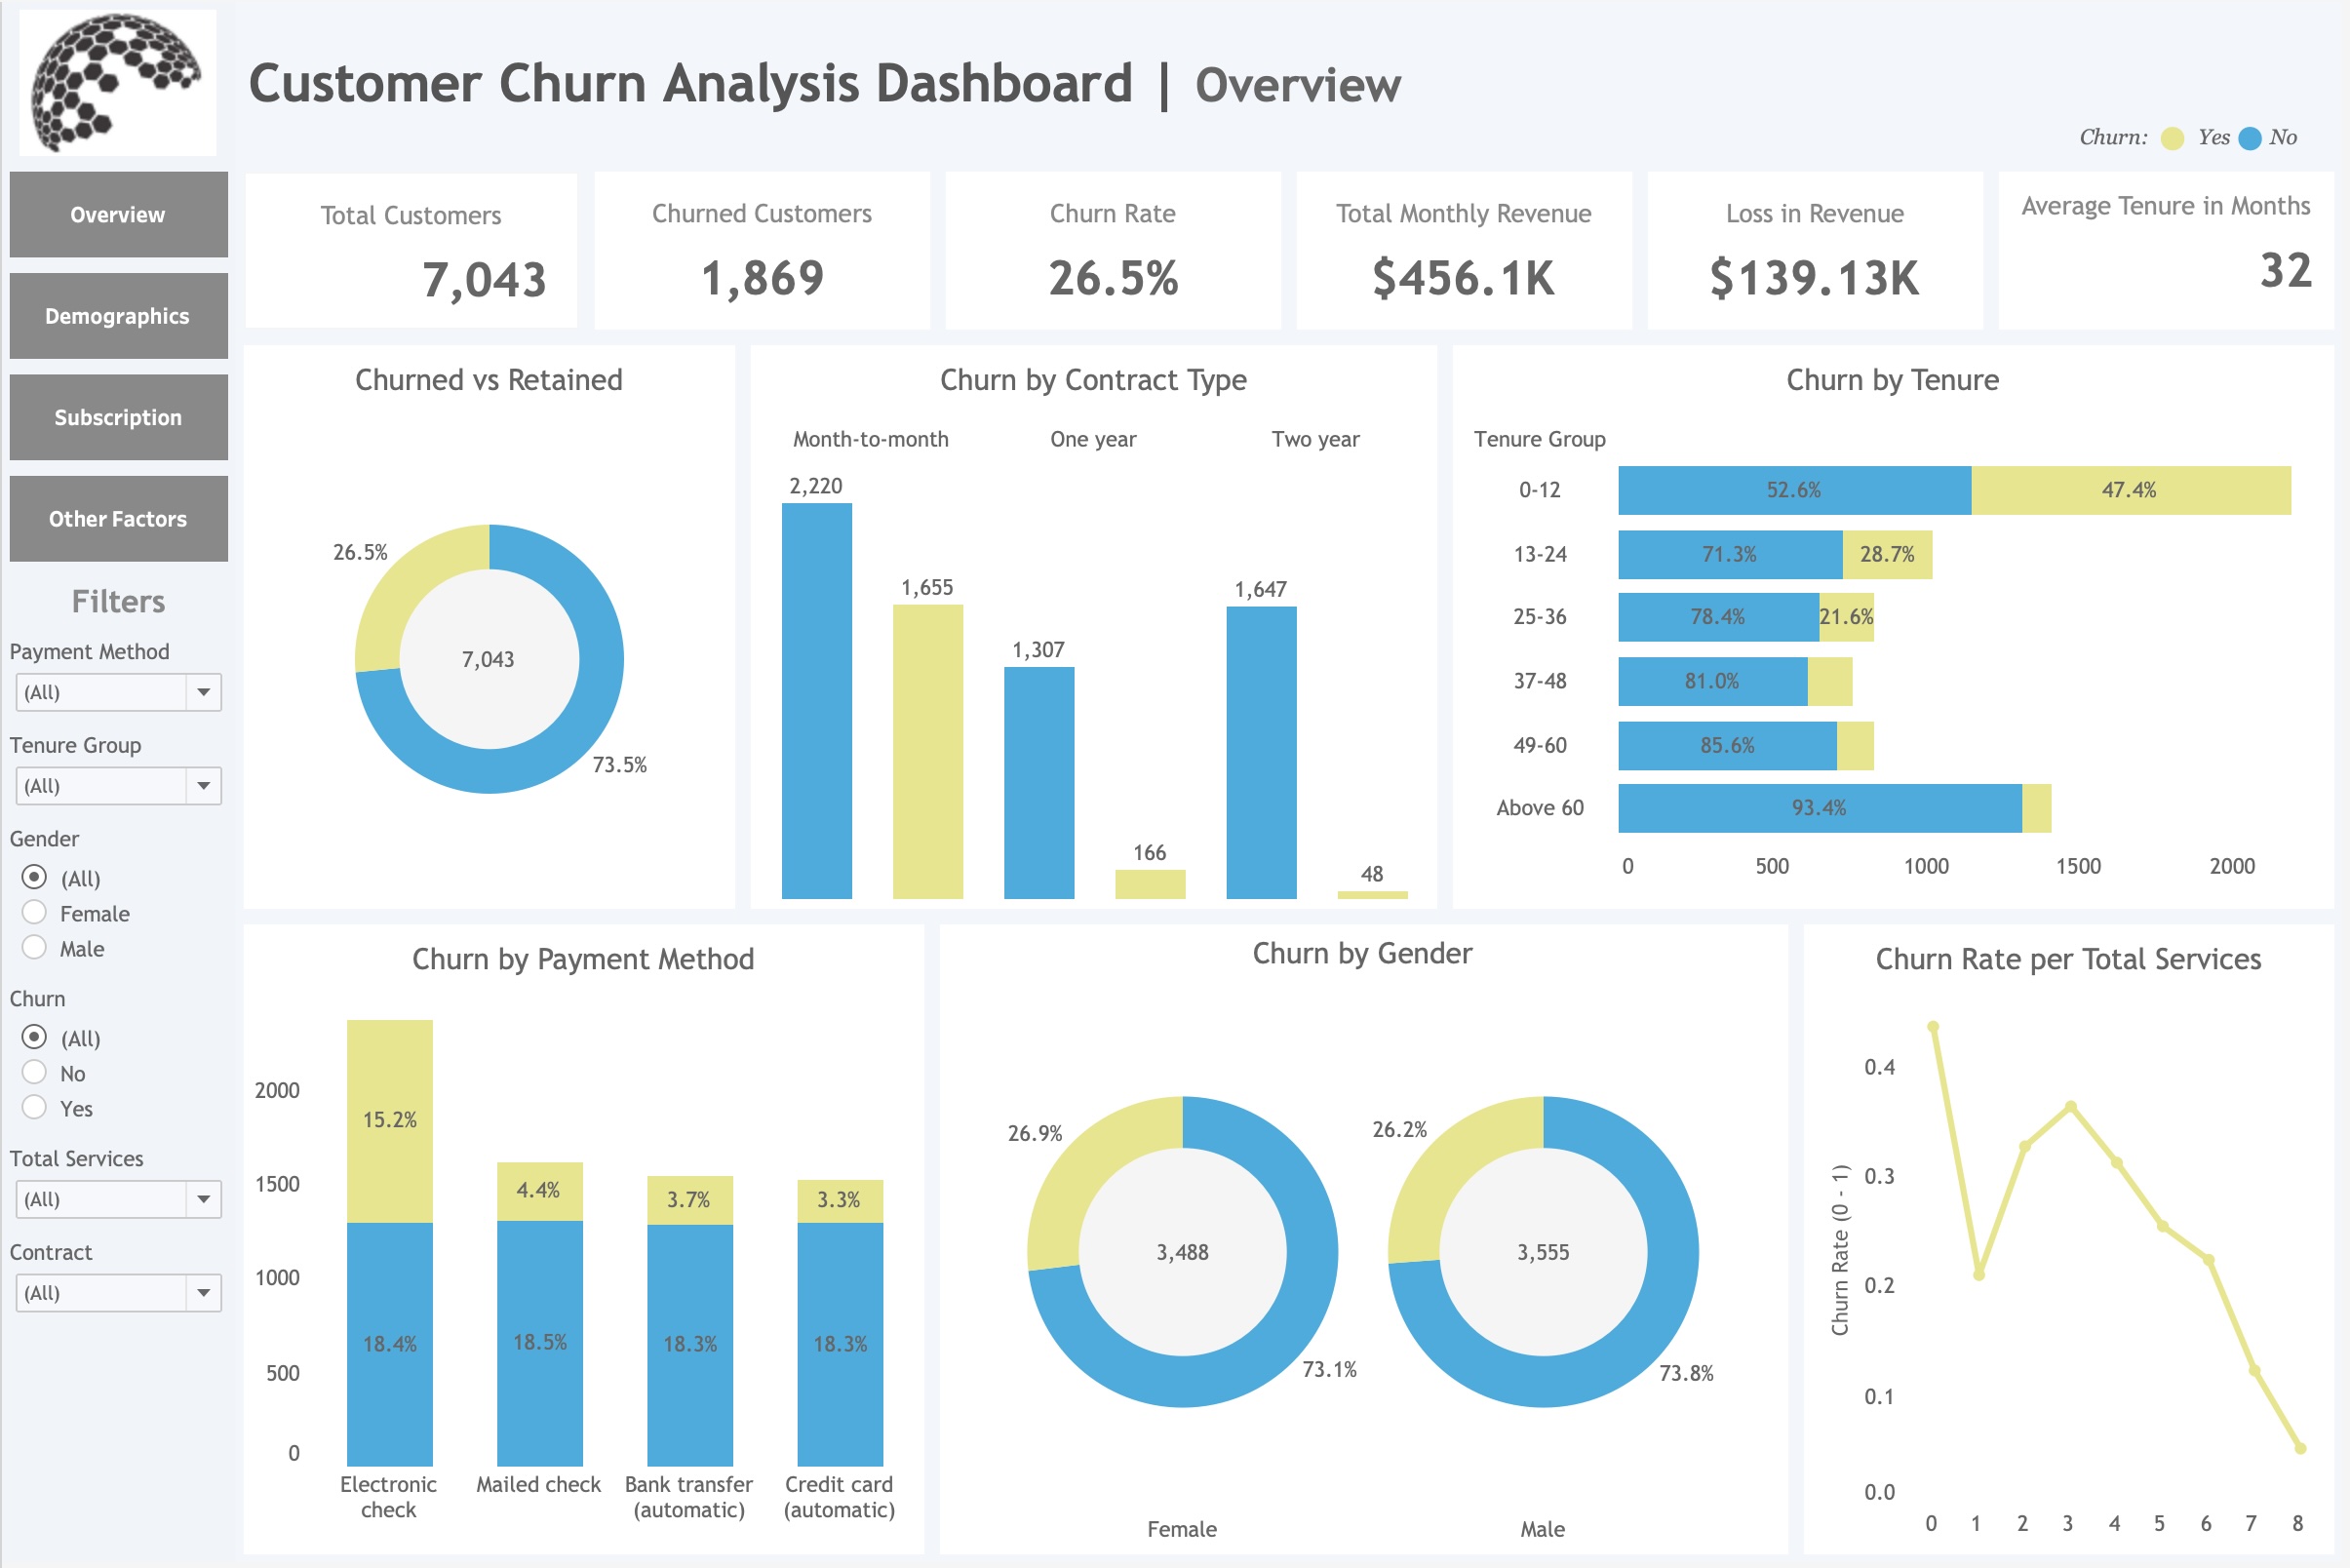 Customer Churn Analysis Dashboard | Overview
Churn: Yes No
Overview
Demographics
Subscription
Other Factors
Filters
Payment Method
(All)
Tenure Group
(All)
Gender
(All)
Female
Male
Churn
(All)
No
Yes
Total Services
(All)
Contract
(All)
Total Customers
7,043
Churned Customers
1,869
Churn Rate
26.5%
Total Monthly Revenue
$456.1K
Loss in Revenue
$139.13K
Average Tenure in Months
32
Churned vs Retained
26.5%
7,043
73.5%
Churn by Contract Type
Month-to-month One year Two year
2,220
1,655
1,307
166
1,647
48
Churn by Tenure
Tenure Group
0-12 52.6% 47.4%
13-24 71.3% 28.7%
25-36 78.4% 21.6%
37-48 81.0%
49-60 85.6%
Above 60 93.4%
0 500 1000 1500 2000
Churn by Payment Method
2000
1500
1000
500
0
15.2%
18.4%
4.4%
18.5%
3.7%
18.3%
3.3%
18.3%
Electronic
check
Mailed check
Bank transfer
(automatic)
Credit card
(automatic)
Churn by Gender
26.9%
3,488
73.1%
Female
26.2%
3,555
73.8%
Male
Churn Rate per Total Services
Churn Rate (0 - 1)
0.4
0.3
0.2
0.1
0.0
0 1 2 3 4 5 6 7 8